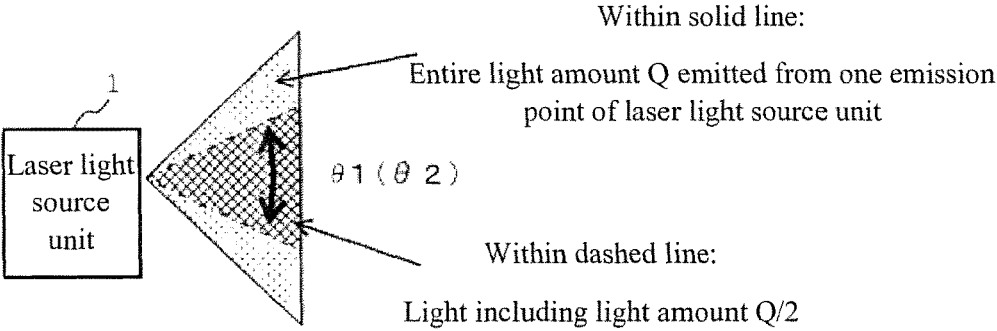 Within solid line:
Entire light amount Q emitted from one emission
point of laser light source unit
1
Laser light
source
unit
θ1(θ2)
Within dashed line:
Light including light amount Q/2